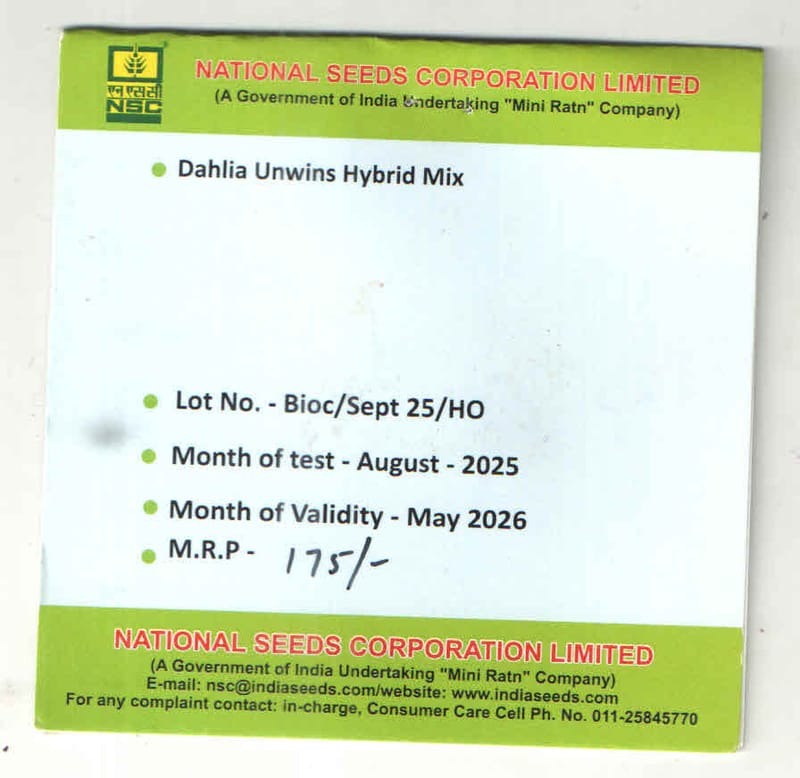 एन एस सी
NSC
NATIONAL SEEDS CORPORATION LIMITED
(A Government of India Undertaking "Mini Ratn" Company)
Dahlia Unwins Hybrid Mix
Lot No. - Bioc/Sept 25/HO
Month of test - August - 2025
Month of Validity - May 2026
M.R.P - 175/-
NATIONAL SEEDS CORPORATION LIMITED
(A Government of India Undertaking "Mini Ratn" Company)
E-mail: nsc@indiaseeds.com/website: www.indiaseeds.com
For any complaint contact: in-charge, Consumer Care Cell Ph. No. 011-25845770